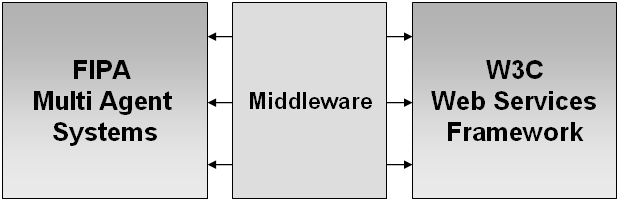 FIPA
Multi Agent
Systems
Middleware
W3C
Web Services
Framework